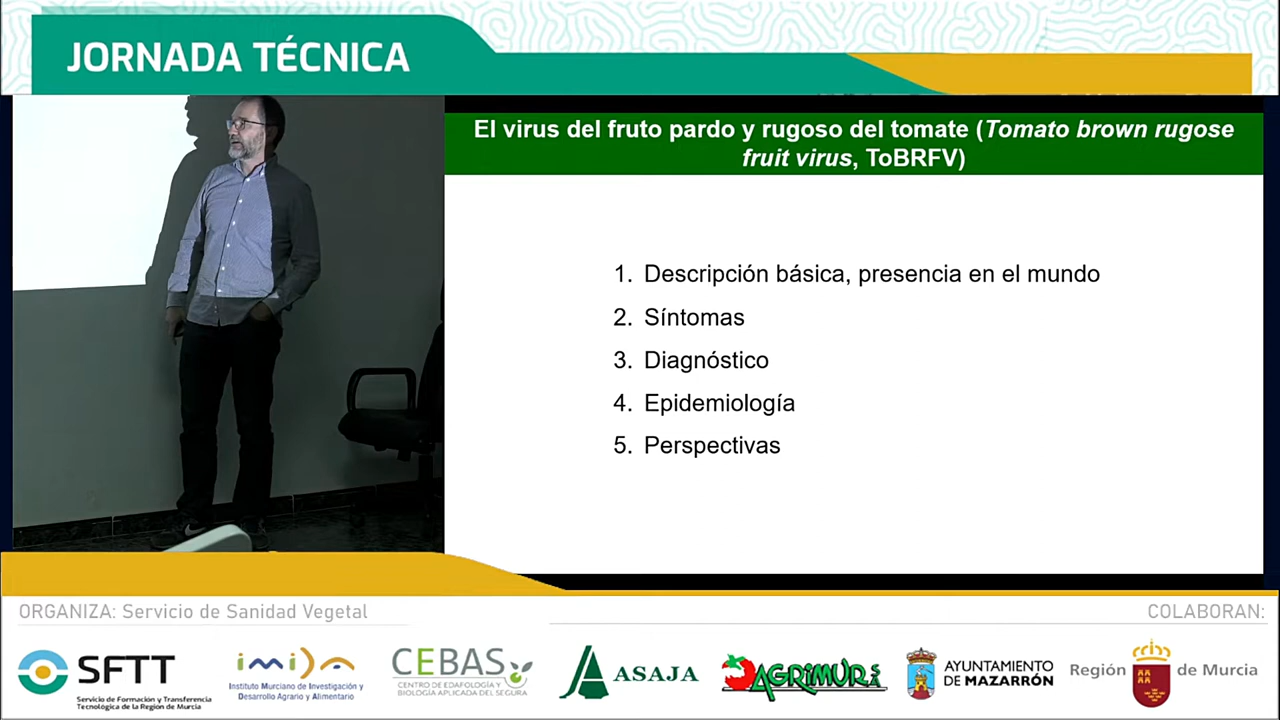 JORNADA TÉCNICA
El virus del fruto pardo y rugoso del tomate (Tomato brown rugose
fruit virus, ToBRFV)
1. Descripción básica, presencia en el mundo
2. Síntomas
3. Diagnóstico
4. Epidemiología
5. Perspectivas
ORGANIZA: Servicio de Sanidad Vegetal
COLABORAN:
SFTT
Servicio de Formación y Transferencia
Tecnológica de la Región de Murcia
imida
Instituto Murciano de Investigación y
Desarrollo Agrario y Alimentario
CEBAS
CENTRO DE EDAFOLOGÍA Y
BIOLOGÍA APLICADA DEL SEGURA
ASAJA
AGRIMUR
AYUNTAMIENTO
DE MAZARRÓN
Región de Murcia